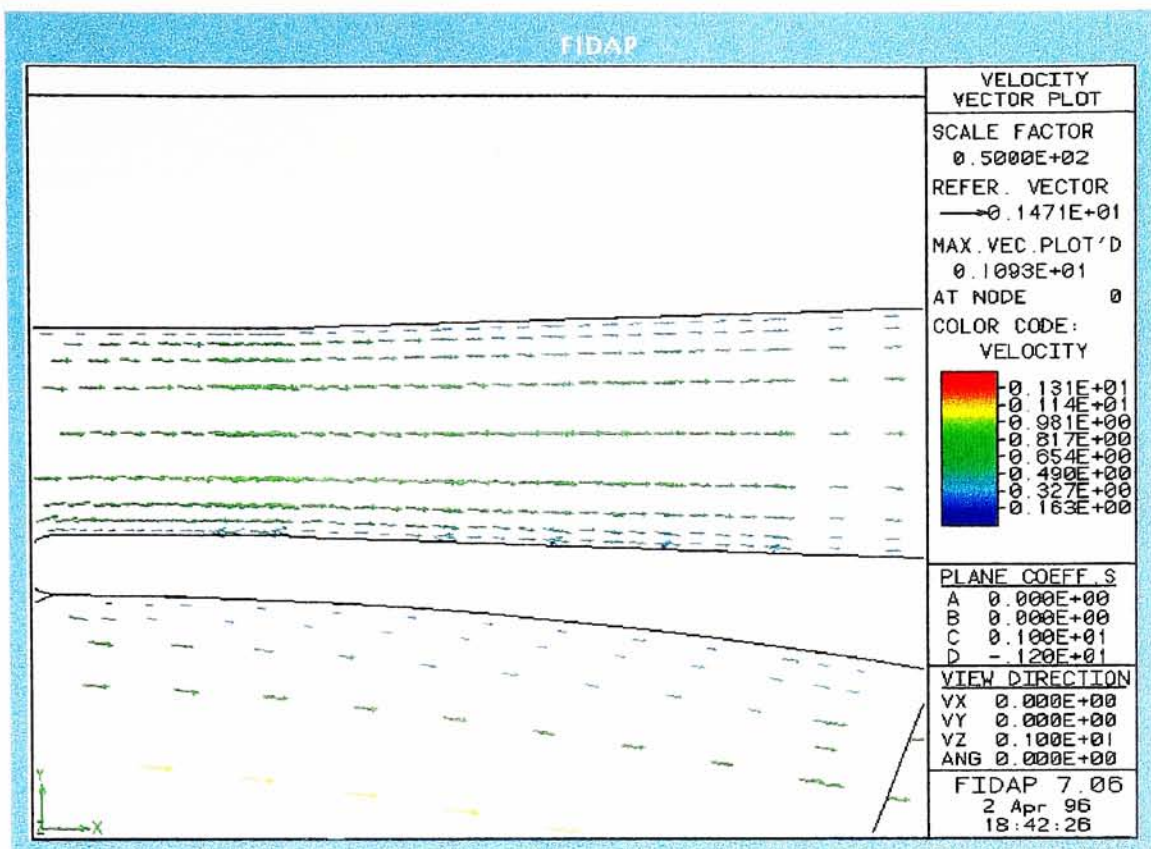 FIDAP
VELOCITY
VECTOR PLOT
SCALE FACTOR
0.5000E+02
REFER. VECTOR
0.1471E+01
MAX.VEC.PLOT'D
0.1093E+01
AT NODE 0
COLOR CODE:
VELOCITY
0.131E+01
0.114E+01
0.981E+00
0.817E+00
0.654E+00
0.490E+00
0.327E+00
0.163E+00
PLANE COEFF.S
A 0.000E+00
B 0.000E+00
C 0.100E+01
D -.120E+01
VIEW DIRECTION
VX 0.000E+00
VY 0.000E+00
VZ 0.100E+01
ANG 0.000E+00
FIDAP 7.06
2 Apr 96
18:42:26
Y
Z X